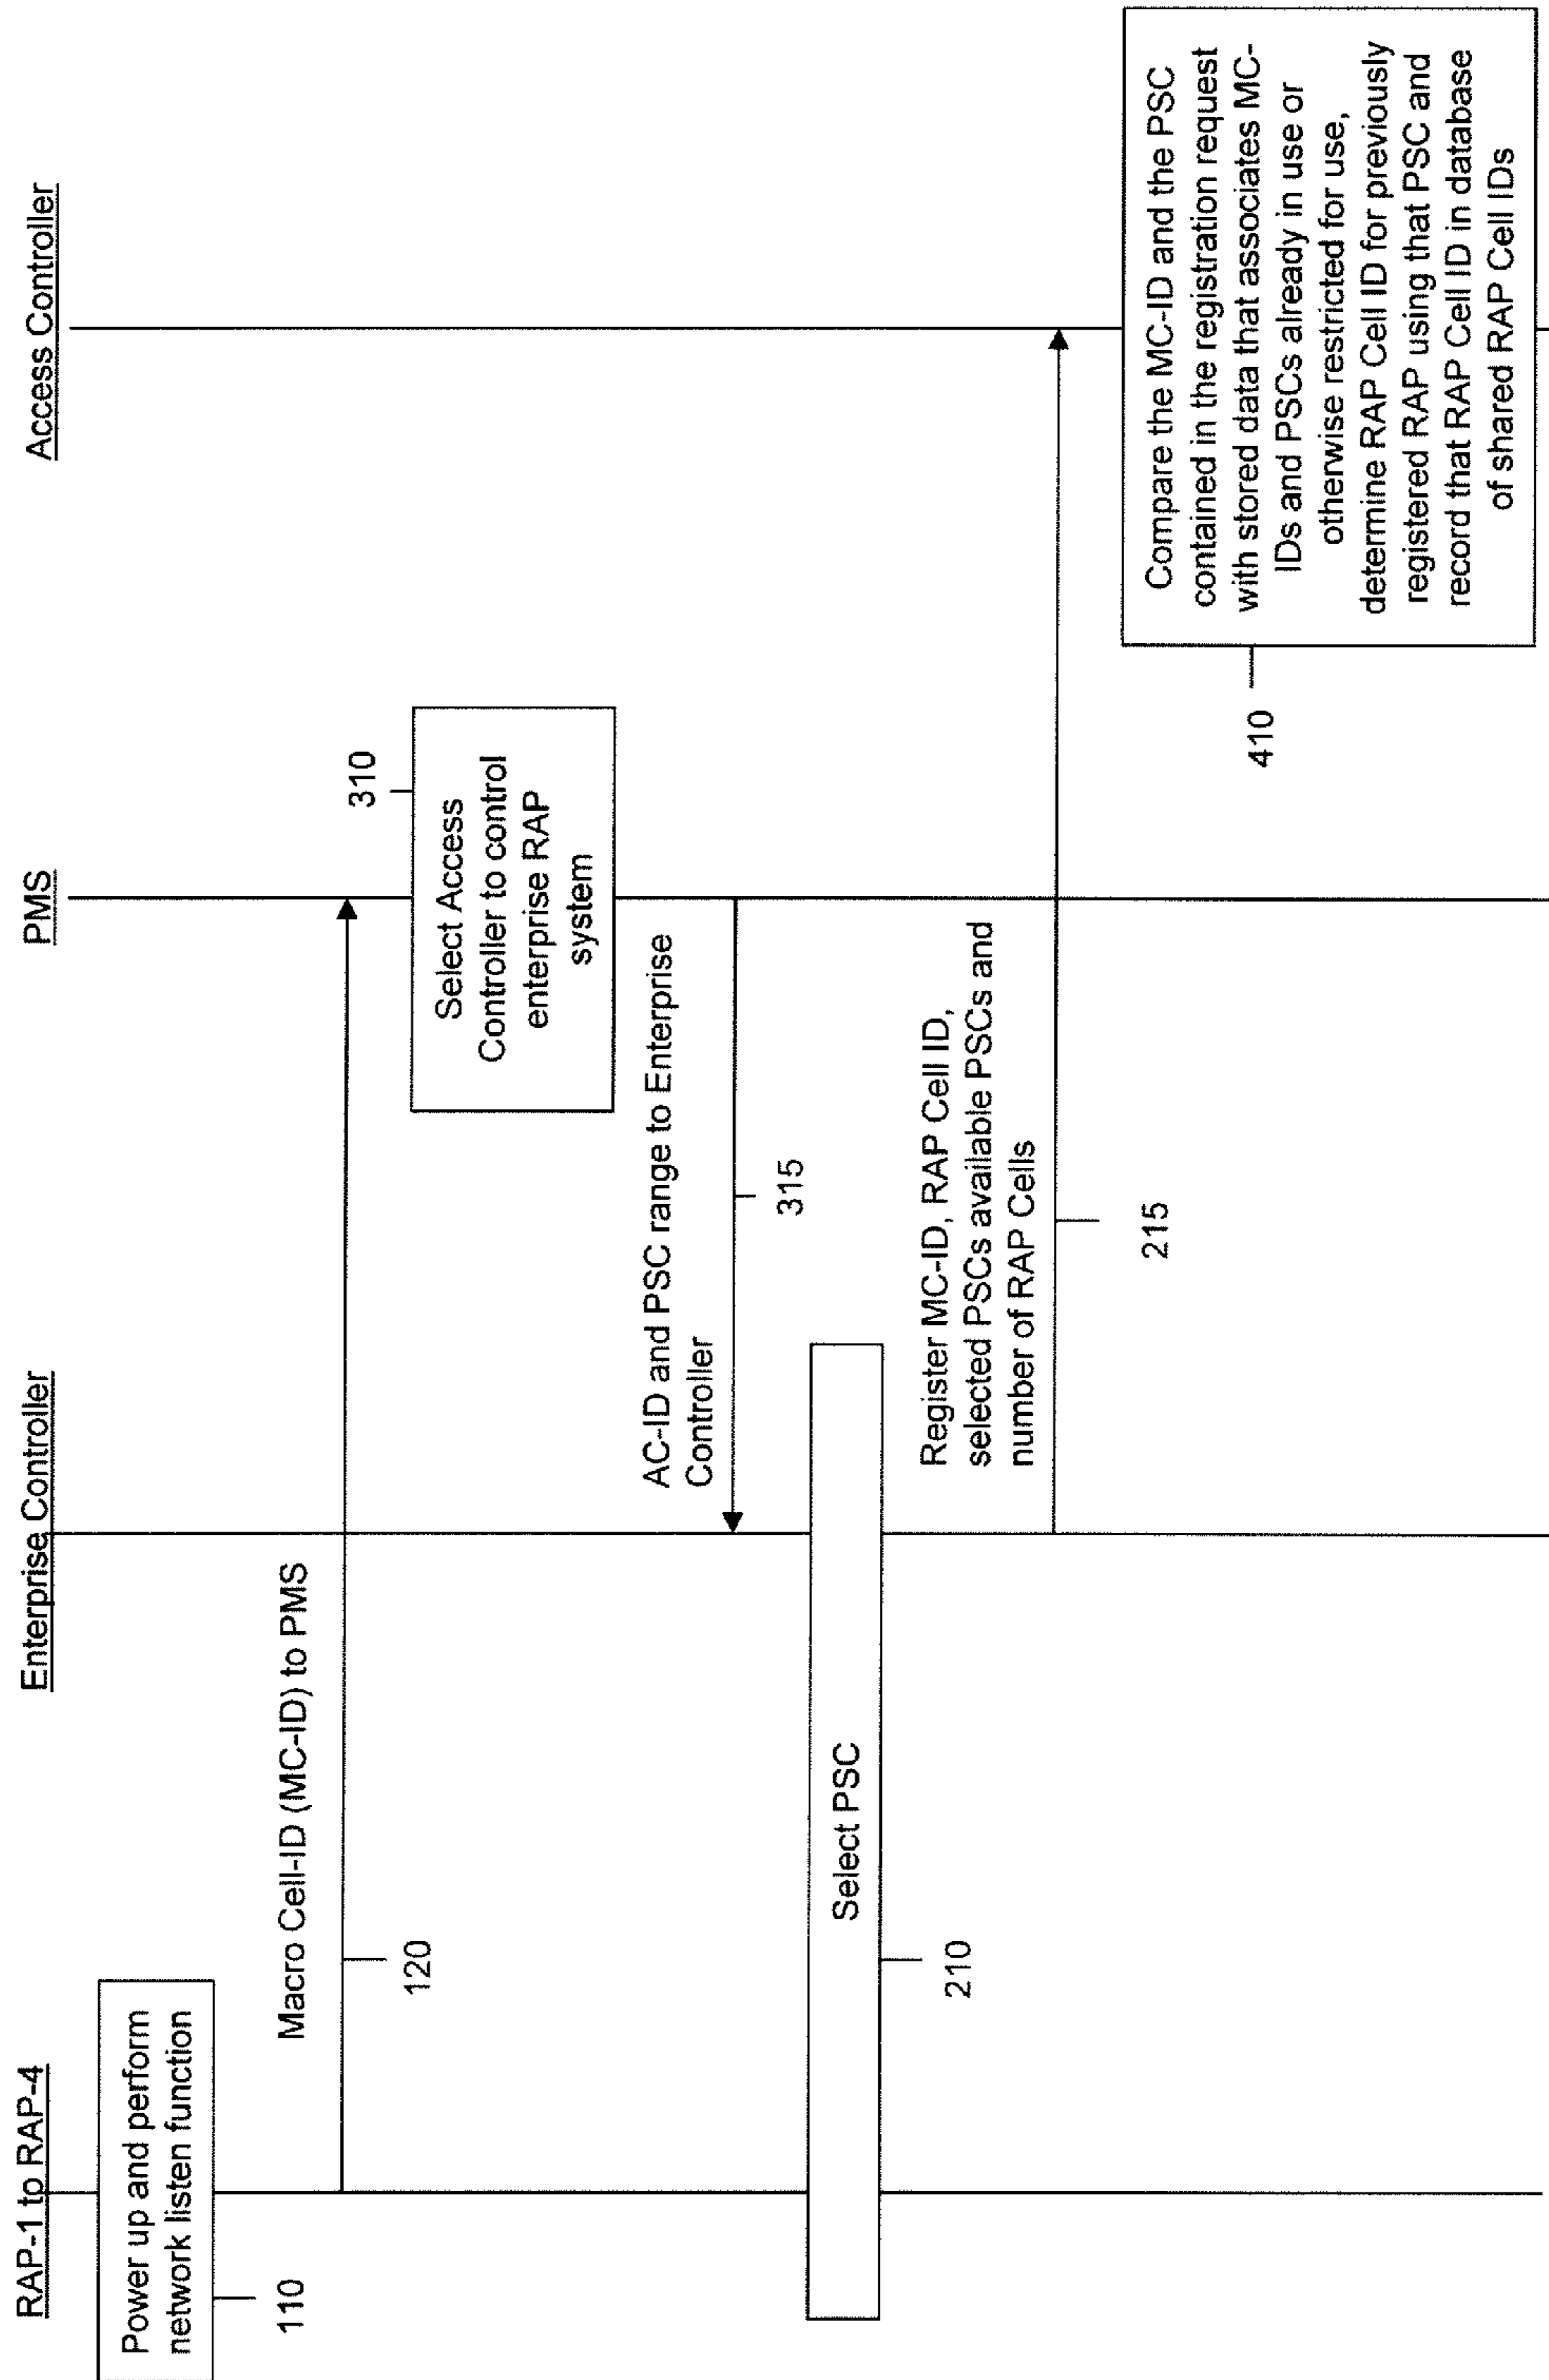 RAP-1 to RAP-4
Enterprise Controller
PMS
Access Controller
Power up and perform
network listen function
110
Macro Cell-ID (MC-ID) to PMS
120
310
Select Access
Controller to control
enterprise RAP
system
AC-ID and PSC range to Enterprise
Controller
315
Select PSC
210
Register MC-ID, RAP Cell ID,
selected PSCs available PSCs and
number of RAP Cells
215
Compare the MC-ID and the PSC
contained in the registration request
with stored data that associates MC-
IDs and PSCs already in use or
otherwise restricted for use,
determine RAP Cell ID for previously
registered RAP using that PSC and
record that RAP Cell ID in database
of shared RAP Cell IDs
410